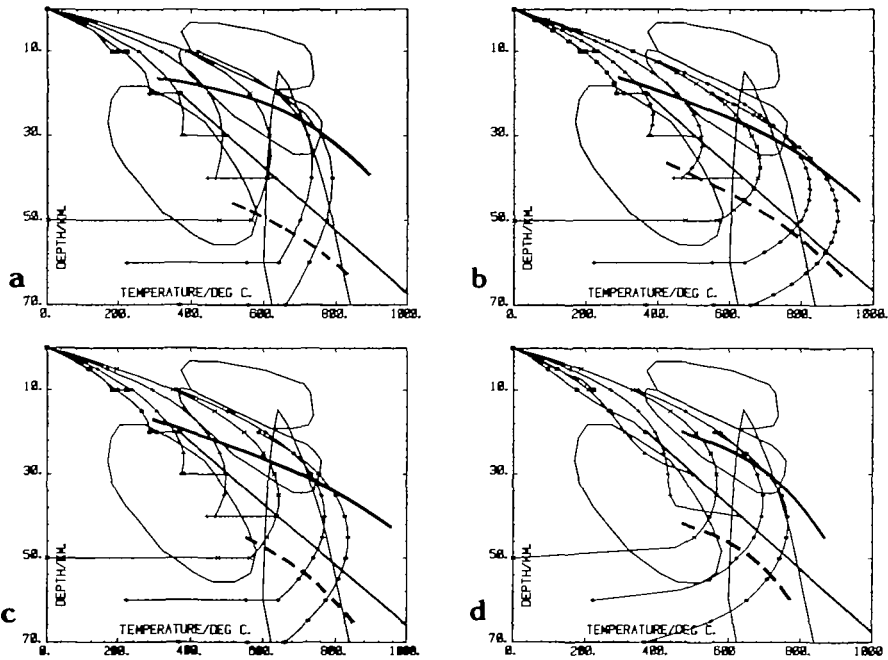 10.
30.
50.
70.
DEPTH/KM.
TEMPERATURE/DEG C.
0. 200. 400. 600. 800. 1000.
a
10.
30.
50.
70.
DEPTH/KM.
TEMPERATURE/DEG C.
0. 200. 400. 600. 800. 1000.
b
10.
30.
50.
70.
DEPTH/KM.
TEMPERATURE/DEG C.
0. 200. 400. 600. 800. 1000
c
10.
30.
50.
70.
DEPTH/KM.
TEMPERATURE/DEG C.
0. 200. 400. 600. 800. 1000
d